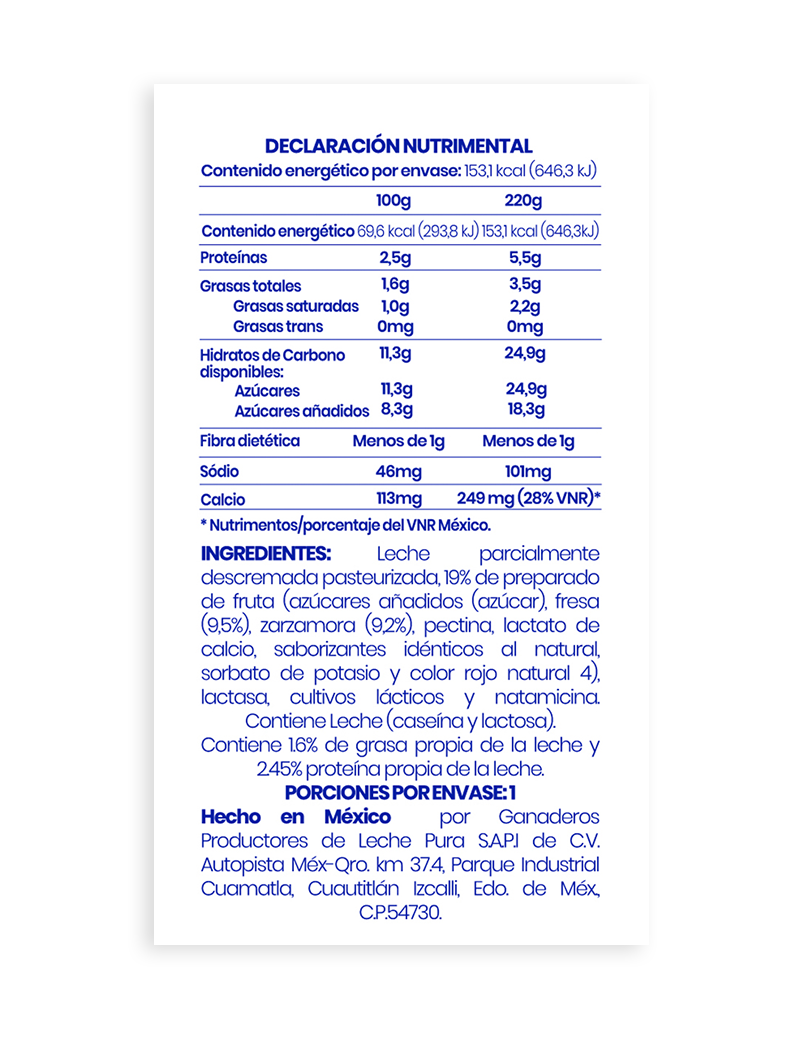 DECLARACIÓN NUTRIMENTAL
Contenido energético por envase: 153,1 kcal (646,3 kJ)
100g 220g
Contenido energético 69,6 kcal (293,8 kJ) 153,1 kcal (646,3kJ)
Proteínas 2,5g 5,5g
Grasas totales 1,6g 3,5g
Grasas saturadas 1,0g 2,2g
Grasas trans 0mg 0mg
Hidratos de Carbono 11,3g 24,9g
disponibles:
Azúcares 11,3g 24,9g
Azúcares añadidos 8,3g 18,3g
Fibra dietética Menos de 1g Menos de 1g
Sódio 46mg 101mg
Calcio 113mg 249 mg (28% VNR)*
* Nutrimentos/porcentaje del VNR México.
INGREDIENTES: Leche parcialmente
descremada pasteurizada, 19% de preparado
de fruta (azúcares añadidos (azúcar), fresa
(9,5%), zarzamora (9,2%), pectina, lactato de
calcio, saborizantes idénticos al natural,
sorbato de potasio y color rojo natural 4),
lactasa, cultivos lácticos y natamicina.
Contiene Leche (caseína y lactosa).
Contiene 1.6% de grasa propia de la leche y
2.45% proteína propia de la leche.
PORCIONES POR ENVASE: 1
Hecho en México por Ganaderos
Productores de Leche Pura S.A.P.I de C.V.
Autopista Méx-Qro. km 37.4, Parque Industrial
Cuamatla, Cuautitlán Izcalli, Edo. de Méx.,
C.P.54730.